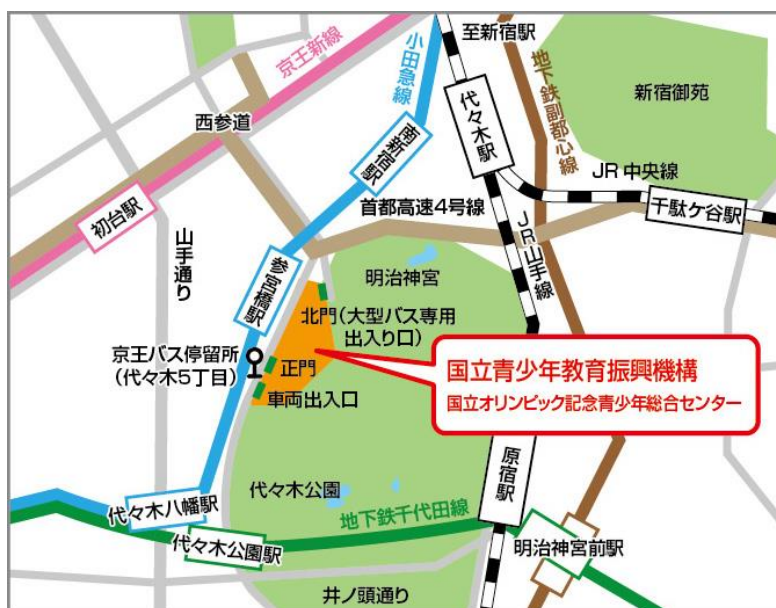 京王新線
小田急線
至新宿駅
地下鉄副都心線
新宿御苑
西参道
南新宿駅
代々木駅
JR中央線
千駄ケ谷駅
初台駅
山手通り
首都高速4号線
JR山手線
参宮橋駅
明治神宮
北門(大型バス専用
出入り口)
京王バス停留所
(代々木5丁目)
正門
車両出入口
国立青少年教育振興機構
国立オリンピック記念青少年総合センター
原宿駅
代々木公園
代々木八幡駅
地下鉄千代田線
代々木公園駅
明治神宮前駅
井ノ頭通り